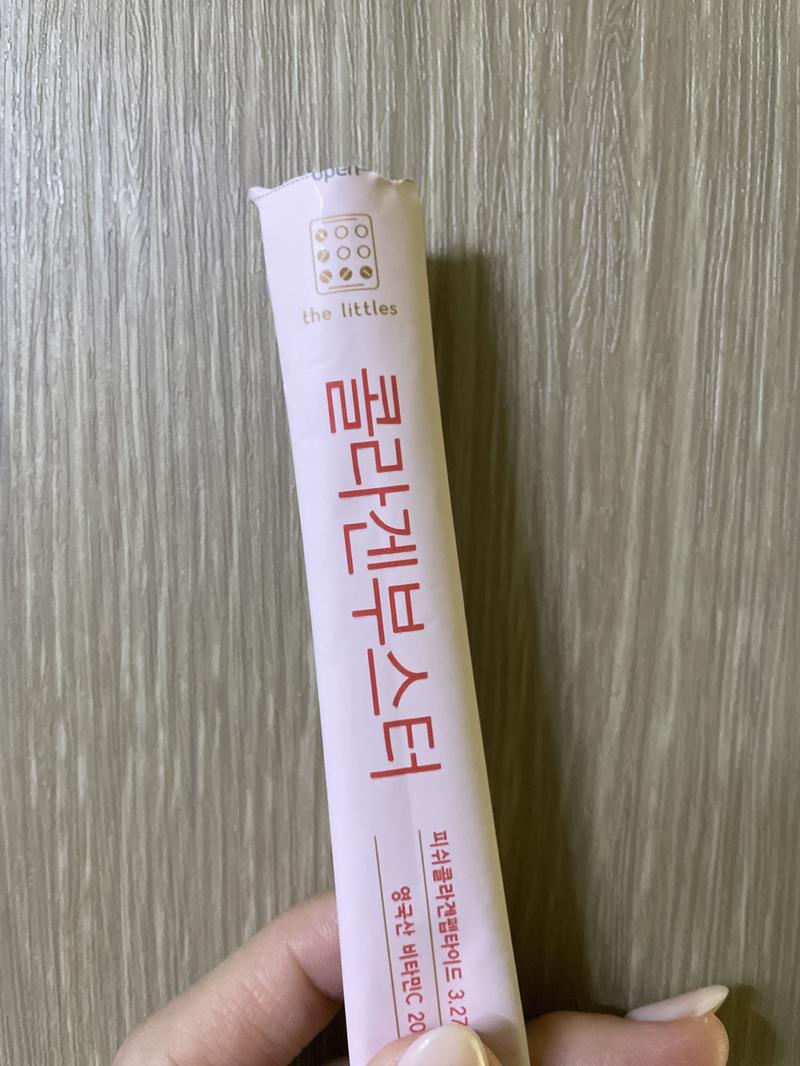 open
the littles
콜라겐부스터
피쉬콜라겐펩타이드 3.27
영국산 비타민C 20